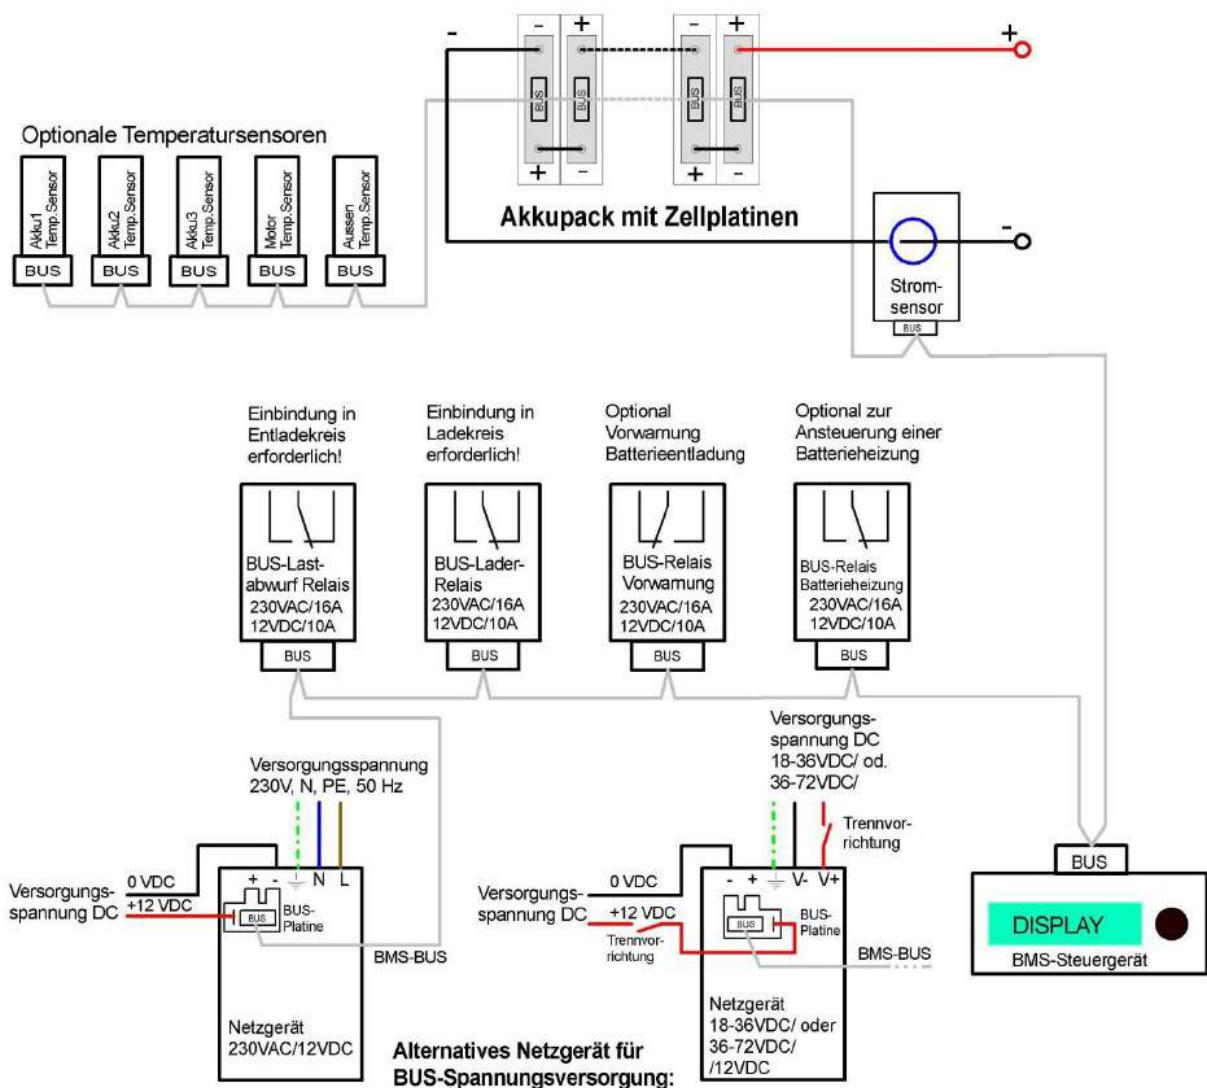 - + - +
- +
BUS BUS BUS BUS
+ - + -
Akkupack mit Zellplatinen
Optionale Temperatursensoren
Akku1
Temp.Sensor
Akku2
Temp.Sensor
Akku3
Temp.Sensor
Motor
Temp.Sensor
Aussen
Temp.Sensor
BUS BUS BUS BUS BUS
-
Strom-
sensor
BUS
Einbindung in
Entladekreis
erforderlich!
BUS-Last-
abwurf Relais
230VAC/16A
12VDC/10A
BUS
Einbindung in
Ladekreis
erforderlich!
BUS-Lader-
Relais
230VAC/16A
12VDC/10A
BUS
Optional
Vorwarnung
Batterieentladung
BUS-Relais
Vorwarnung
230VAC/16A
12VDC/10A
BUS
Optional zur
Ansteuerung einer
Batterieheizung
BUS-Relais
Batterieheizung
230VAC/16A
12VDC/10A
BUS
Versorgungsspannung
230V, N, PE, 50 Hz
0 VDC
Versorgungs-
spannung DC
+12 VDC
+ - N L
BUS
BUS-
Platine
BMS-BUS
Netzgerät
230VAC/12VDC
Versorgungs-
spannung DC
18-36VDC/ od.
36-72VDC/
Trennvor-
richtung
0 VDC
Versorgungs-
spannung DC
+12 VDC
Trennvor-
richtung
- + V- V+
BUS
BUS-
Platine
BMS-BUS
Netzgerät
18-36VDC/ oder
36-72VDC/
/12VDC
Alternatives Netzgerät für
BUS-Spannungsversorgung:
BUS
DISPLAY
BMS-Steuergerät